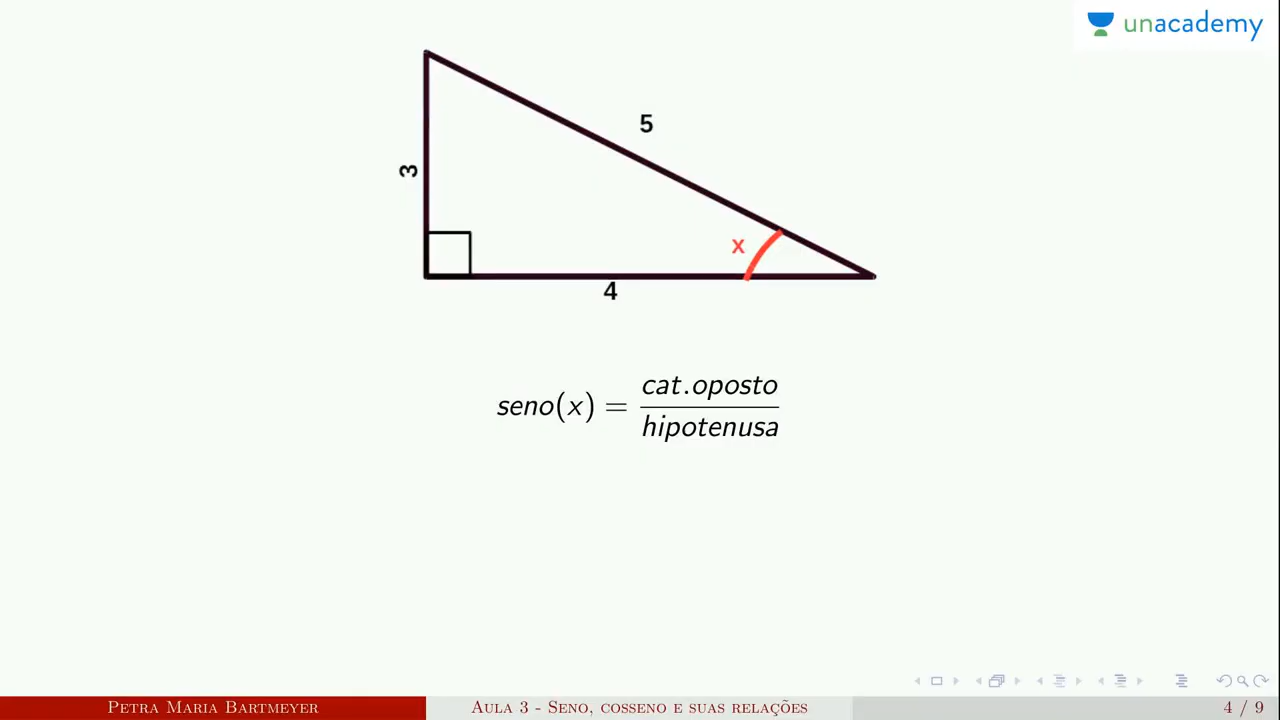 unacademy
5
3
x
4
seno(x) = cat.oposto / hipotenusa
Petra Maria Bartmeyer
Aula 3 - Seno, cosseno e suas relações
4 / 9